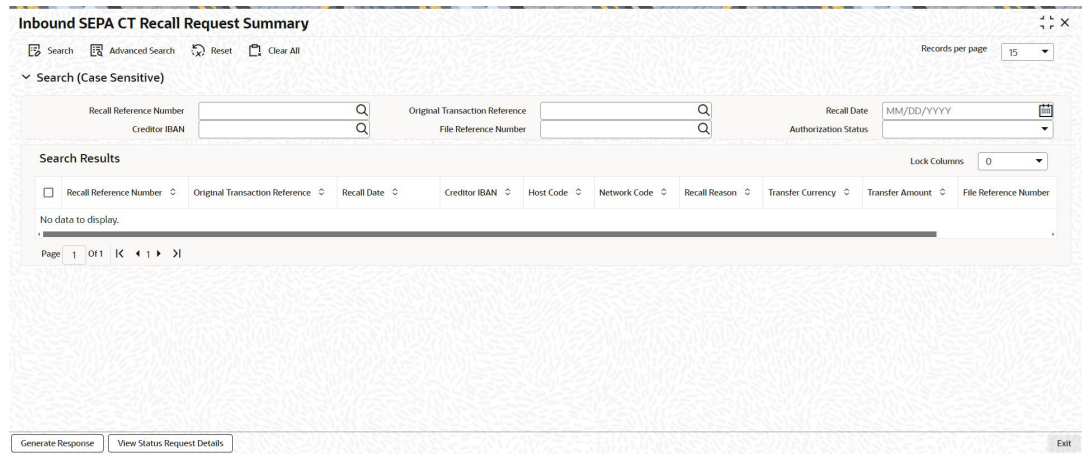 Inbound SEPA CT Recall Request Summary
Search Advanced Search Reset Clear All Records per page 15
Search (Case Sensitive)
Recall Reference Number Original Transaction Reference Recall Date MM/DD/YYYY
Creditor IBAN File Reference Number Authorization Status
Search Results Lock Columns 0
Recall Reference Number Original Transaction Reference Recall Date Creditor IBAN Host Code Network Code Recall Reason Transfer Currency Transfer Amount File Reference Number
No data to display.
Page 1 Of 1 1
Generate Response View Status Request Details Exit